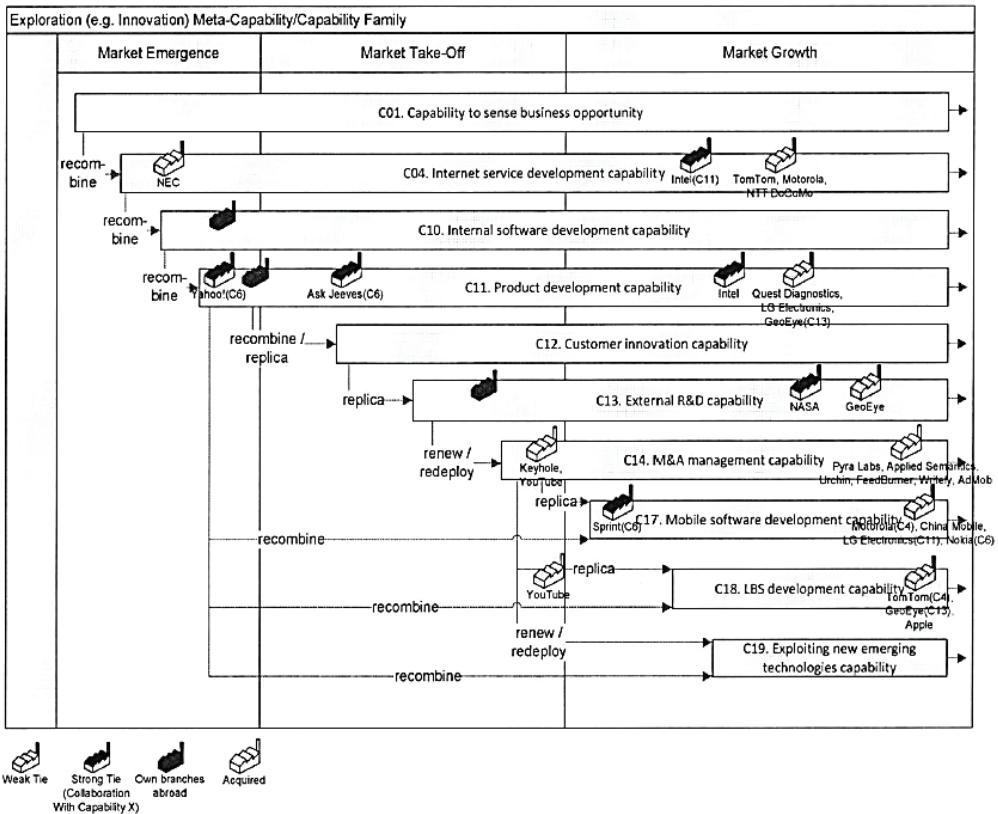 Exploration (e.g. Innovation) Meta-Capability/Capability Family
Market Emergence
Market Take-Off
Market Growth
C01. Capability to sense business opportunity
recom-
bine
NEC
C04. Internet service development capability
Intel(C11)
TomTom, Motorola,
NTT DoCoMo
recom-
bine
C10. Internal software development capability
recom-
bine
Yahoo!(C6)
Ask Jeeves(C6)
C11. Product development capability
Intel
Quest Diagnostics,
LG Electronics,
GeoEye(C13)
recombine /
replica
C12. Customer innovation capability
replica
C13. External R&D capability
NASA
GeoEye
renew /
redeploy
Keyhole,
YouTube
C14. M&A management capability
Pyra Labs, Applied Semantics,
Urchin, FeedBurner, Writely, AdMob
replica
Sprint(C6)
C17. Mobile software development capability
Motorola(C4), China Mobile,
LG Electronics(C11), Nokia(C6)
recombine
YouTube
replica
C18. LBS development capability
TomTom(C4),
GeoEye(C13),
Apple
recombine
renew /
redeploy
C19. Exploiting new emerging
technologies capability
recombine
Weak Tie
Strong Tie
(Collaboration
With Capability X)
Own branches
abroad
Acquired